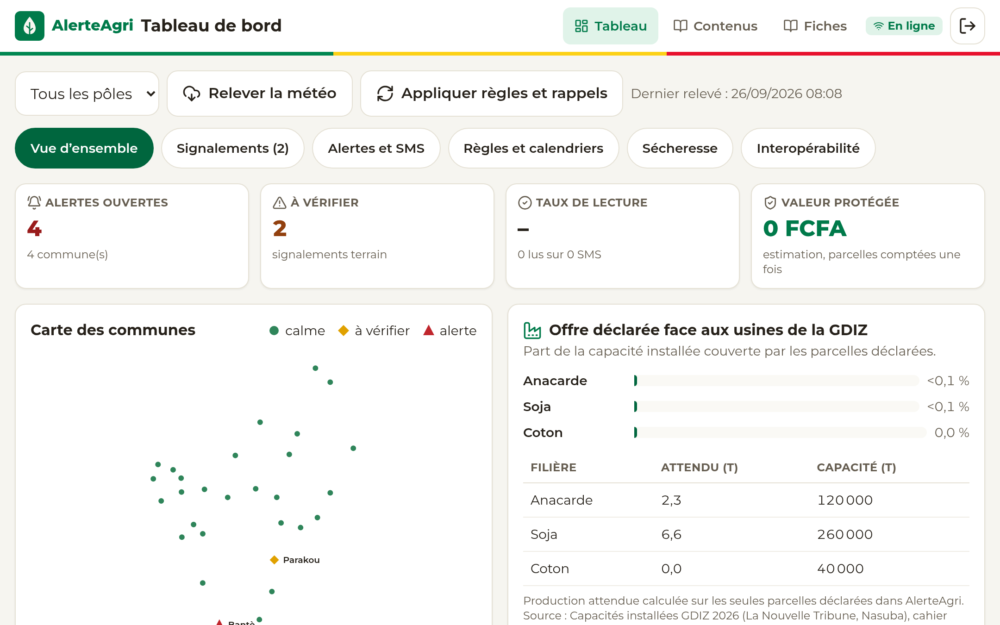 AlerteAgri Tableau de bord
Tableau
Contenus
Fiches
En ligne
Tous les pôles
Relever la météo
Appliquer règles et rappels
Dernier relevé : 26/09/2026 08:08
Vue d’ensemble
Signalements (2)
Alertes et SMS
Règles et calendriers
Sécheresse
Interopérabilité
ALERTES OUVERTES
4
4 commune(s)
À VÉRIFIER
2
signalements terrain
TAUX DE LECTURE
–
0 lus sur 0 SMS
VALEUR PROTÉGÉE
0 FCFA
estimation, parcelles comptées une
fois
Carte des communes
calme
à vérifier
alerte
Parakou
Bantè
Offre déclarée face aux usines de la GDIZ
Part de la capacité installée couverte par les parcelles déclarées.
Anacarde <0,1 %
Soja <0,1 %
Coton 0,0 %
FILIÈRE ATTENDU (T) CAPACITÉ (T)
Anacarde 2,3 120 000
Soja 6,6 260 000
Coton 0,0 40 000
Production attendue calculée sur les seules parcelles déclarées dans AlerteAgri.
Source : Capacités installées GDIZ 2026 (La Nouvelle Tribune, Nasuba), cahier